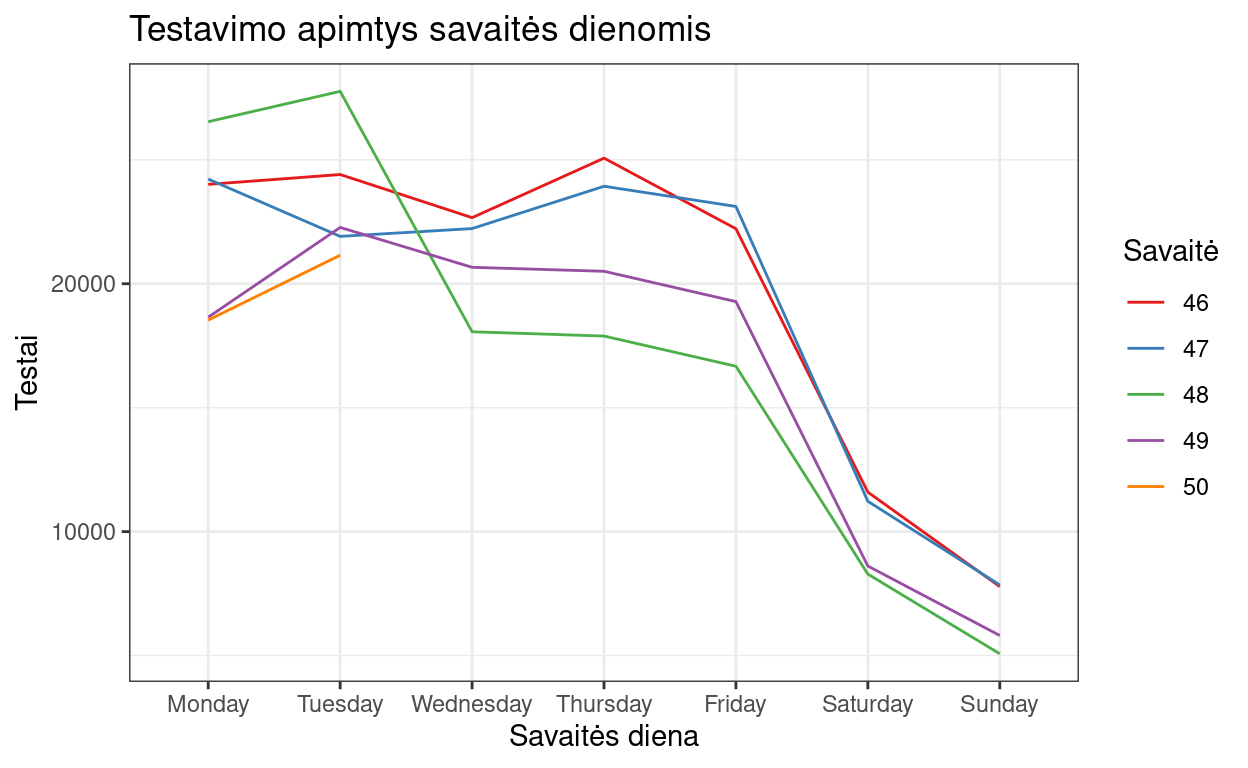 Testavimo apimtys savaitės dienomis
Testai
20000
10000
Monday Tuesday Wednesday Thursday Friday Saturday Sunday
Savaitės diena
Savaitė
46
47
48
49
50